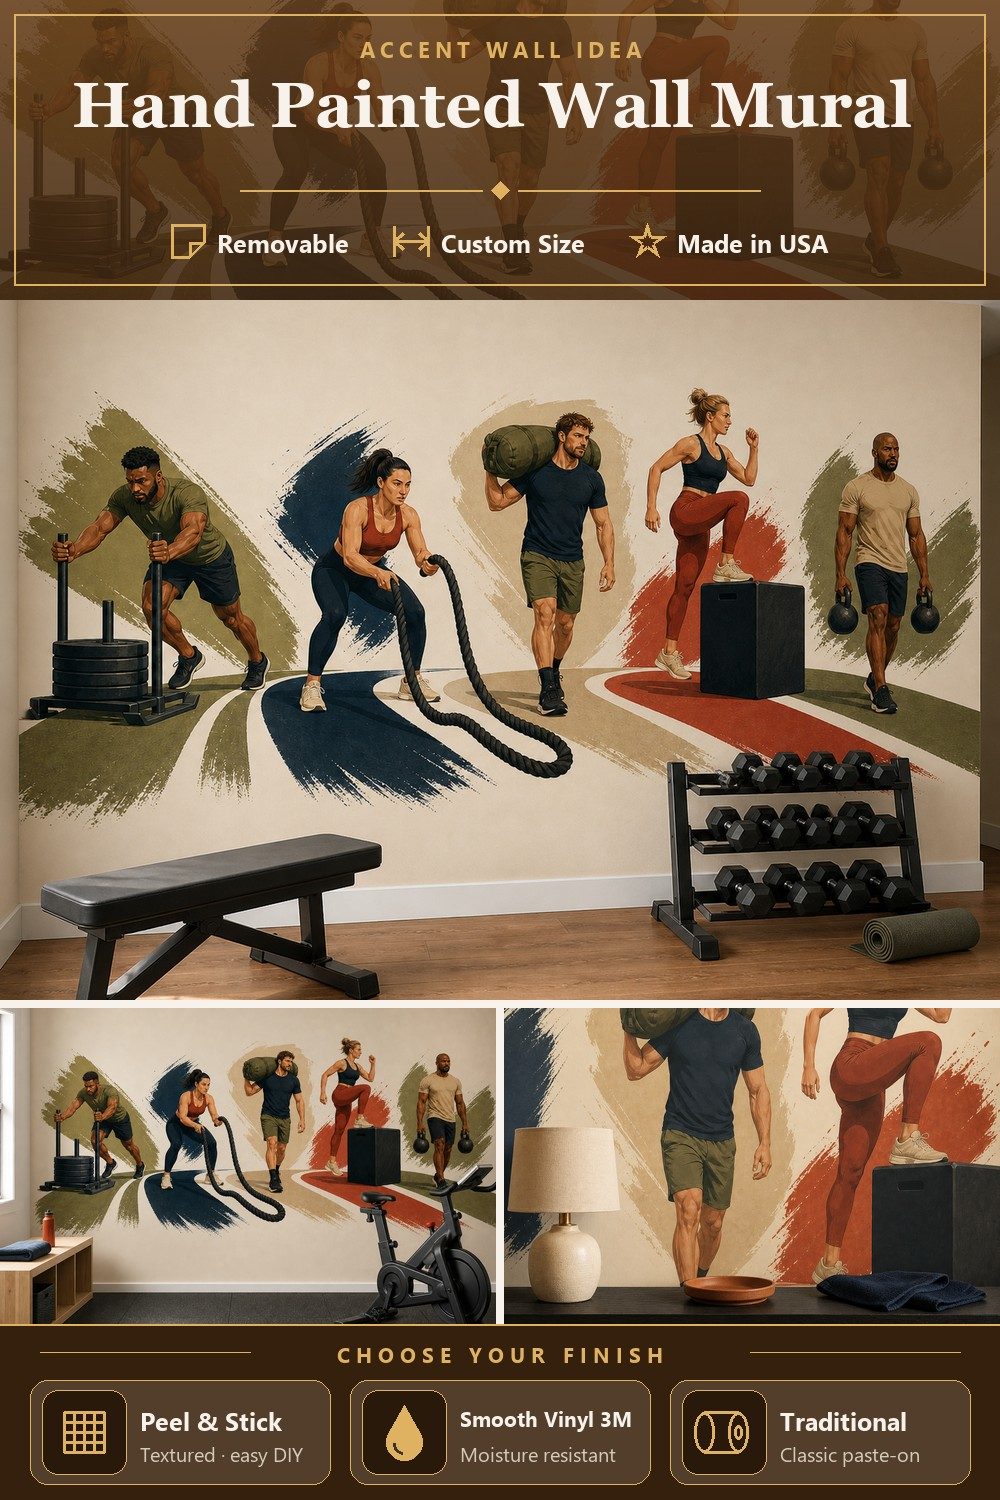 ACCENT WALL IDEA
Hand Painted Wall Mural
Removable
Custom Size
Made in USA
CHOOSE YOUR FINISH
Peel & Stick
Textured · easy DIY
Smooth Vinyl 3M
Moisture resistant
Traditional
Classic paste-on